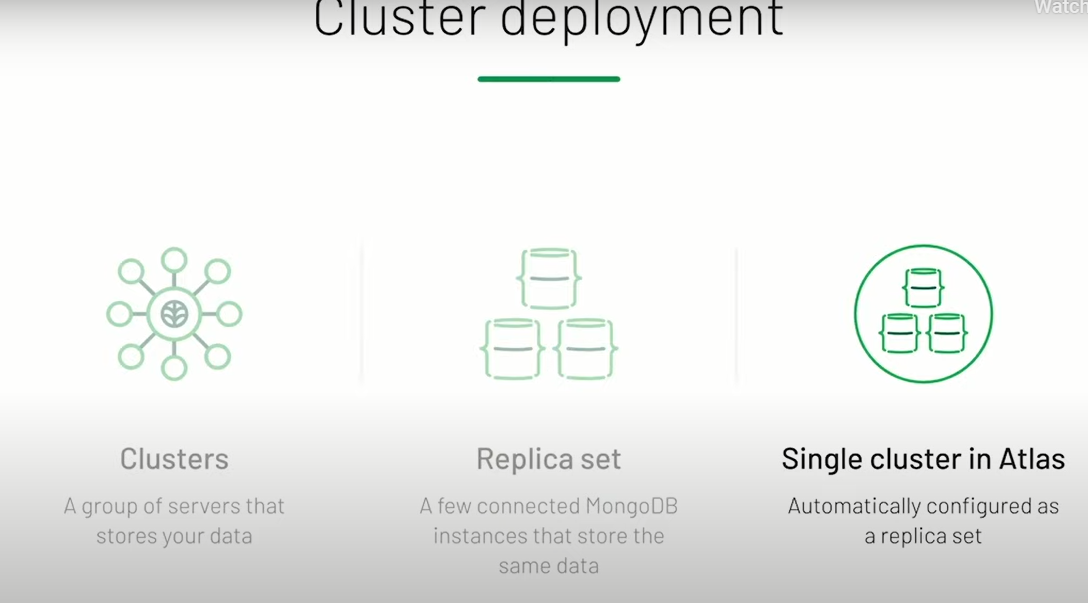 Cluster deployment
Watch
Clusters
A group of servers that
stores your data
Replica set
A few connected MongoDB
instances that store the
same data
Single cluster in Atlas
Automatically configured as
a replica set